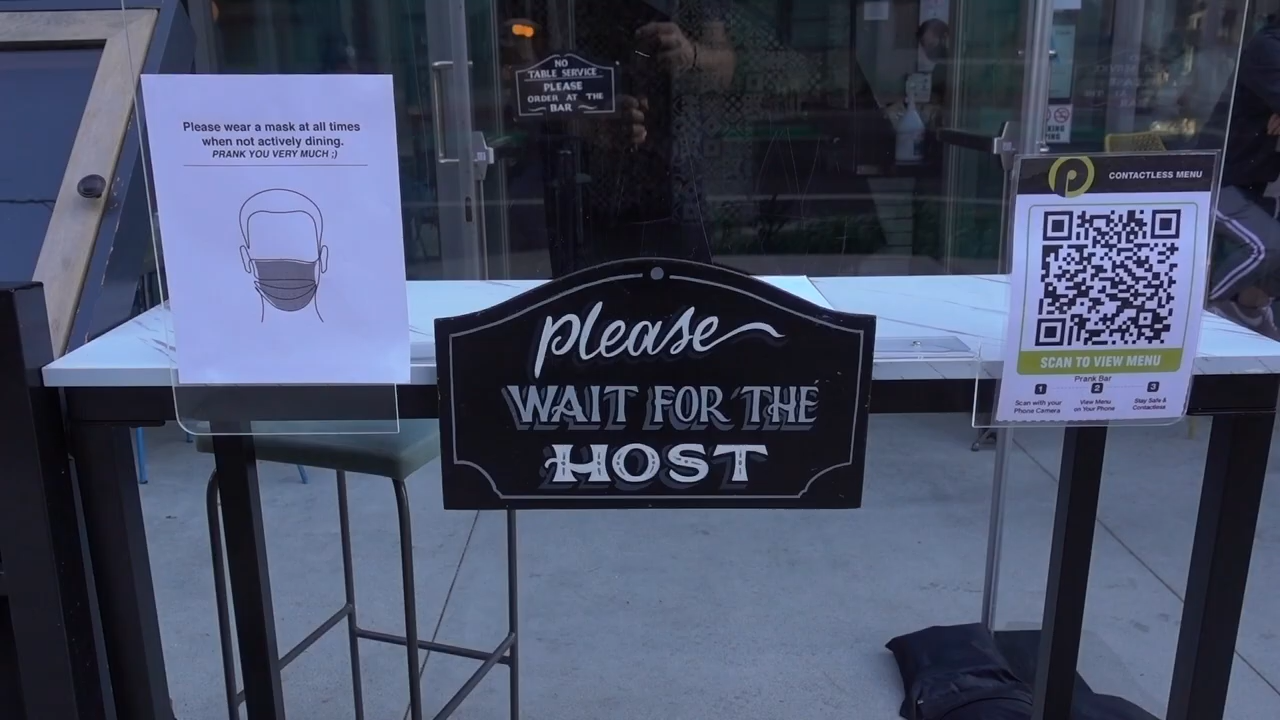 Please wear a mask at all times
when not actively dining.
PRANK YOU VERY MUCH ;)
NO
TABLE SERVICE
PLEASE
ORDER AT THE
BAR
please
WAIT FOR THE
HOST
P
CONTACTLESS MENU
SCAN TO VIEW MENU
Prank Bar
1 2 3
Scan with your
Phone Camera
View Menu
on Your Phone
Stay Safe &
Contactless